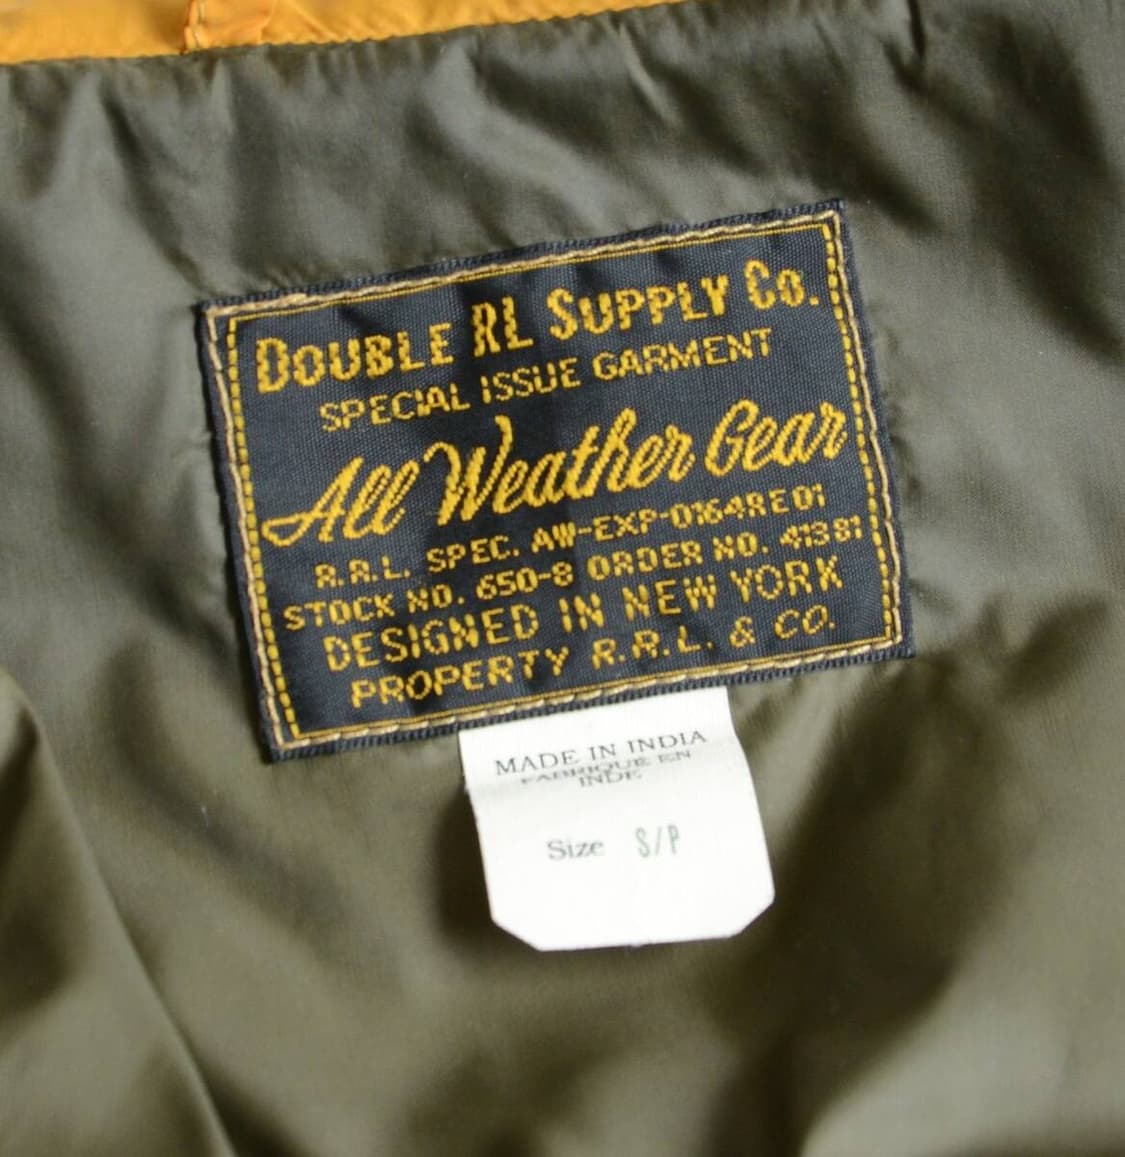 DOUBLE RL SUPPLY CO.
SPECIAL ISSUE GARMENT
All Weather Gear
R.R.L. SPEC. AW-EXP-0164RE01
STOCK NO. 650-8 ORDER NO. 41381
DESIGNED IN NEW YORK
PROPERTY R.R.L. & CO.
MADE IN INDIA
FABRIQUE EN
INDE
Size S/P